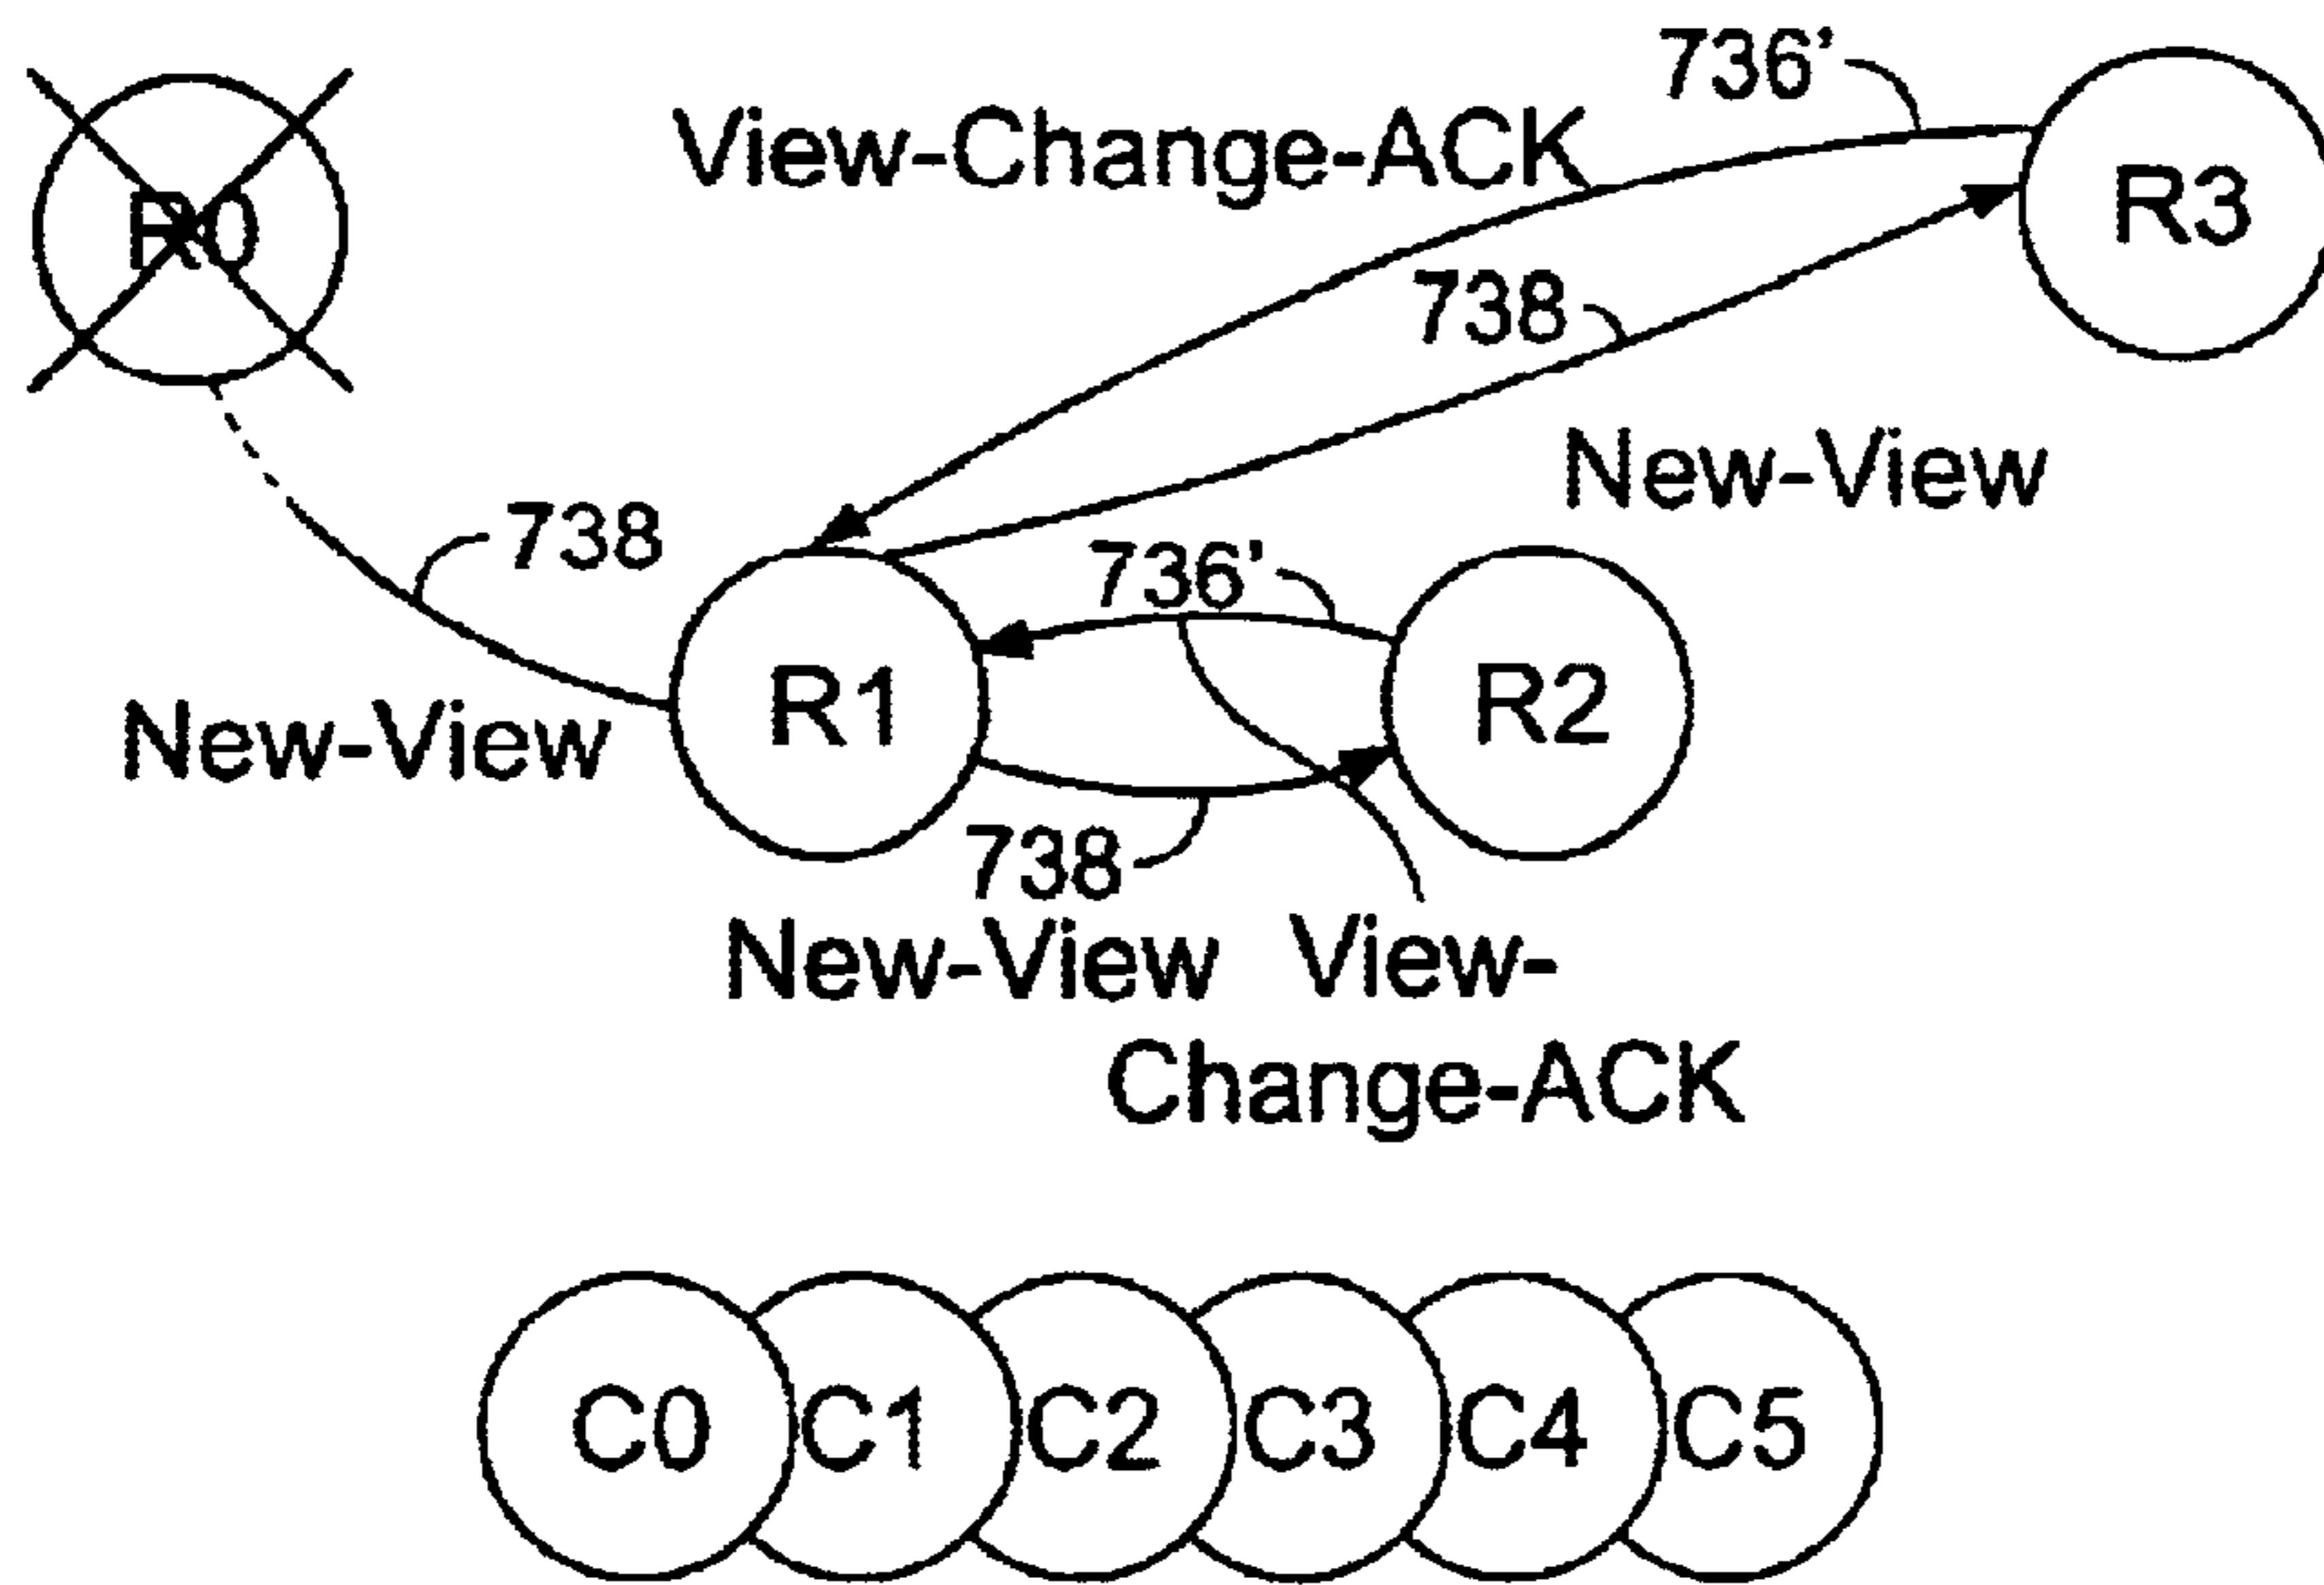 736'
View-Change-ACK
R0
R3
738
New-View
738
736'
R1
R2
New-View
738
New-View View-
Change-ACK
C0 C1 C2 C3 C4 C5